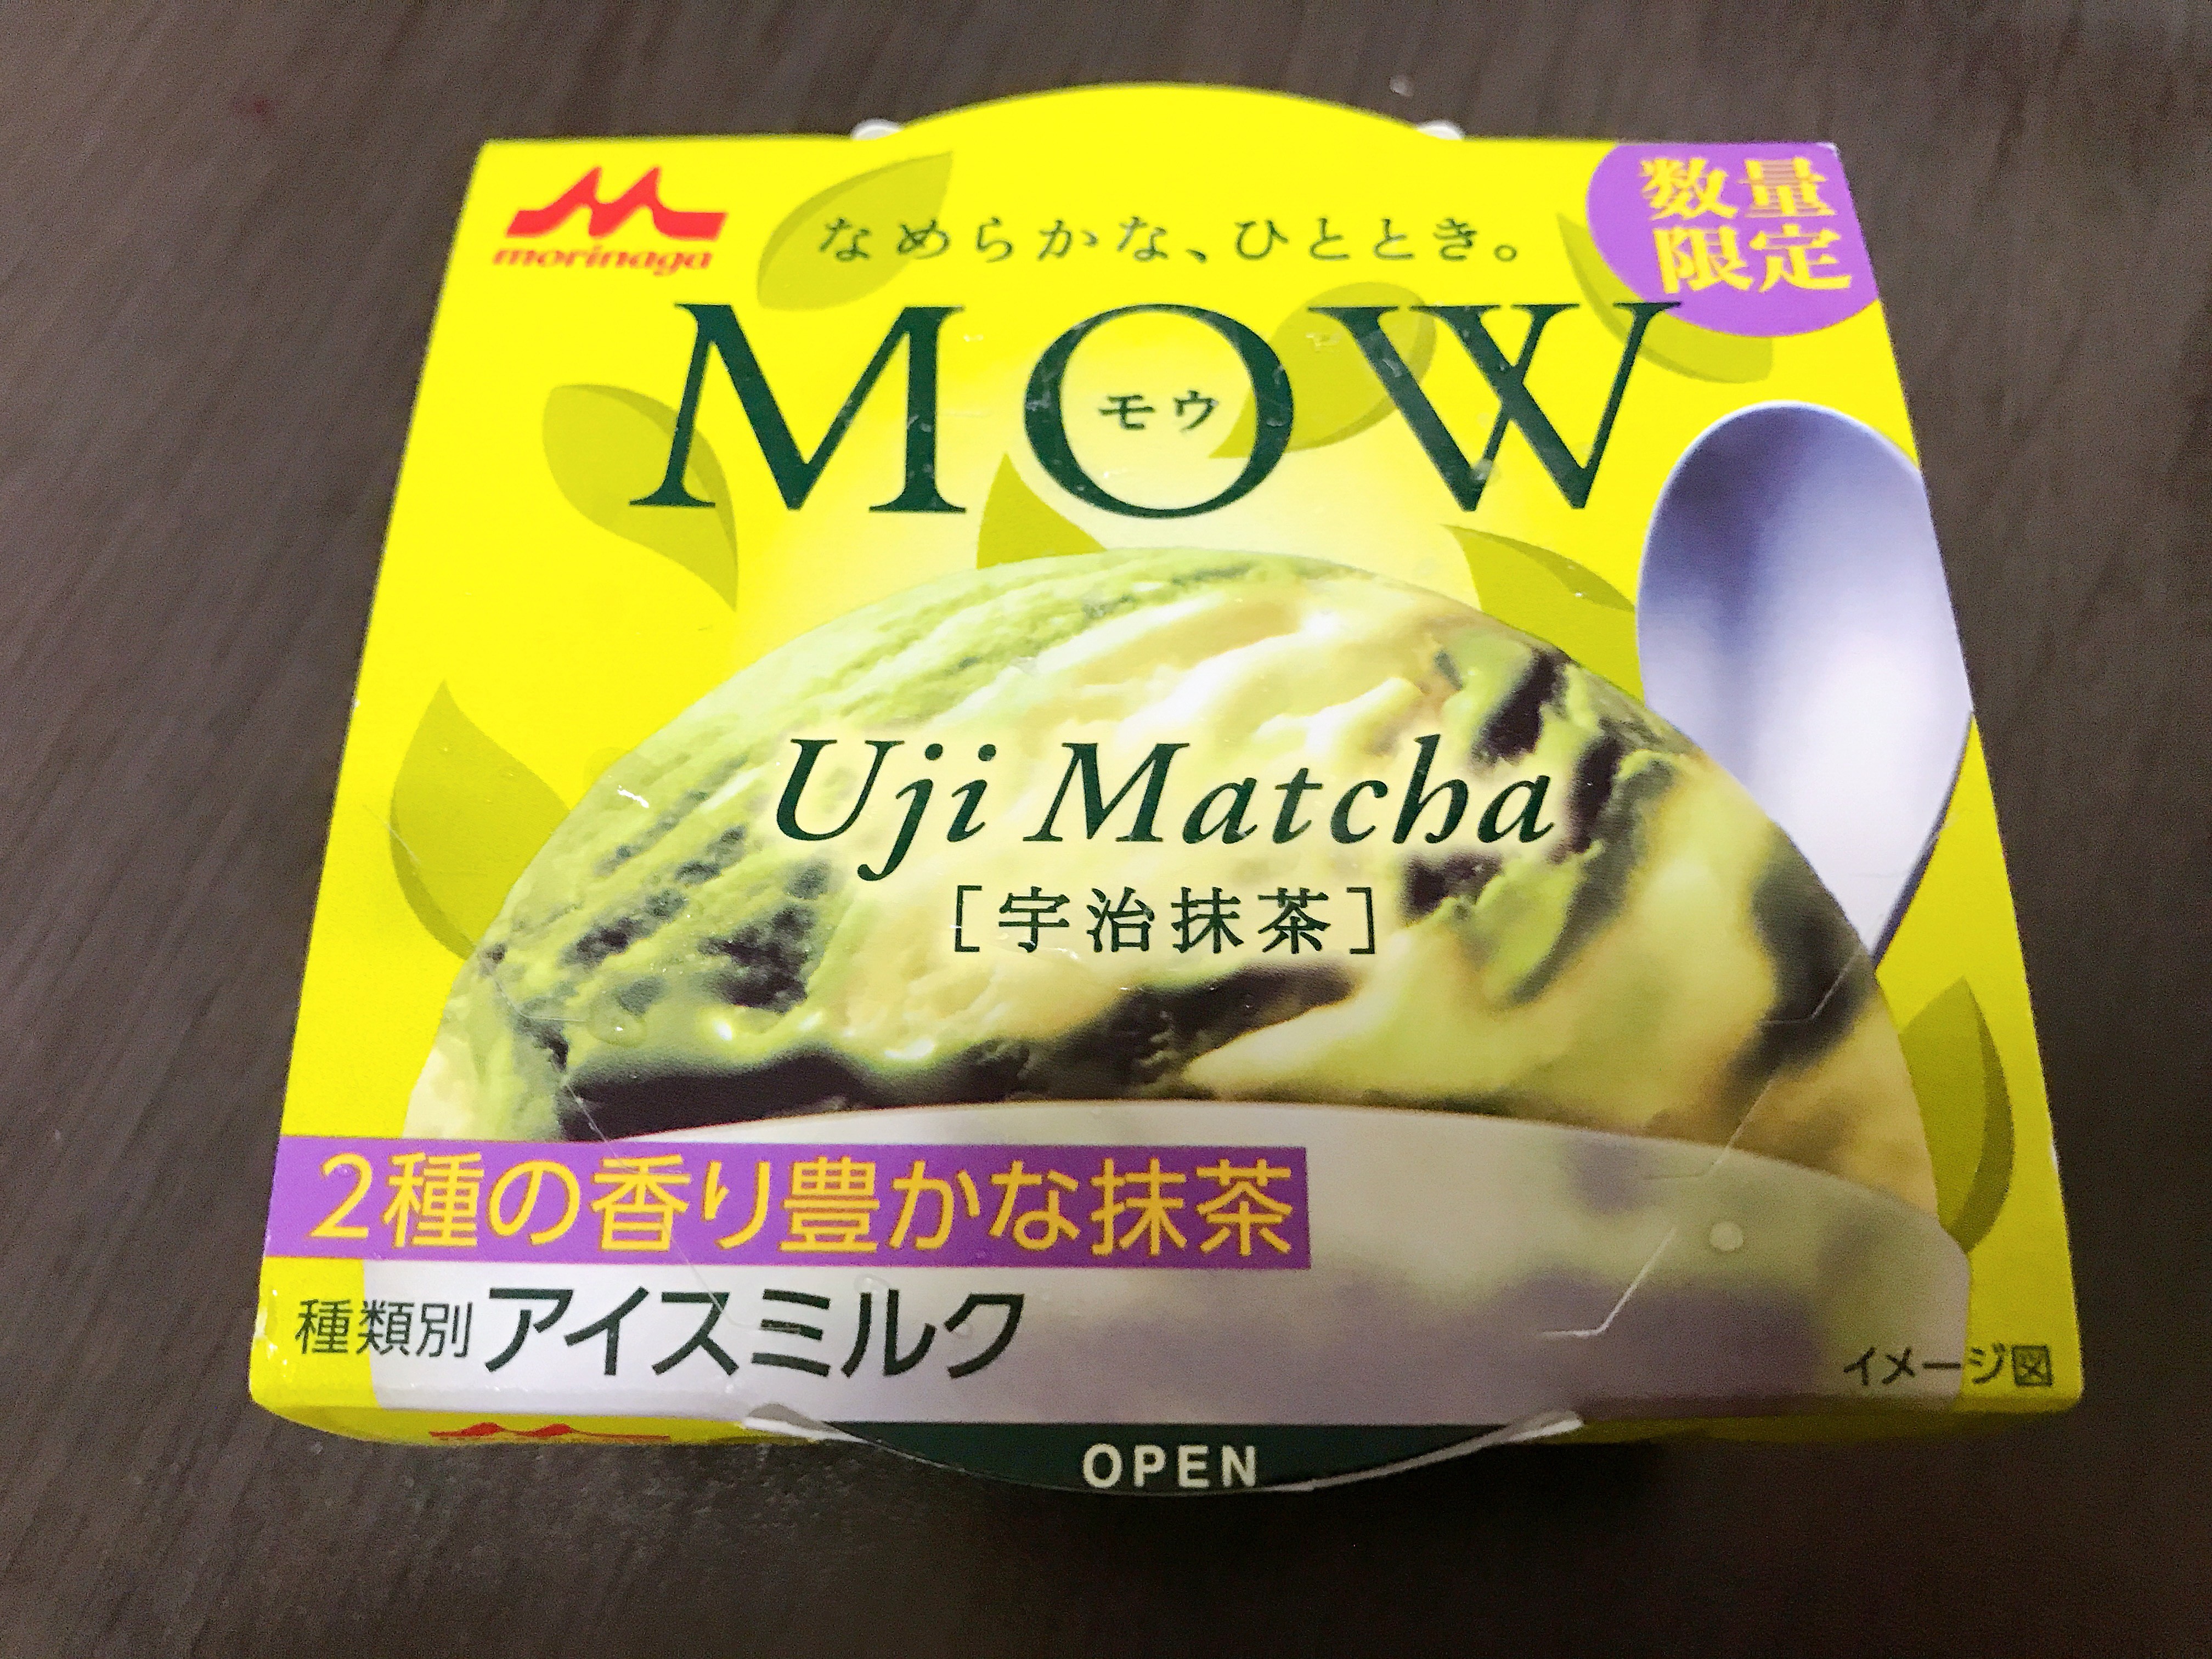 morinaga
なめらかな、ひととき。
数量
限定
MOW
モウ
Uji Matcha
[宇治抹茶]
2種の香り豊かな抹茶
種類別 アイスミルク
イメージ図
OPEN